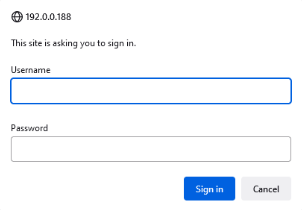 192.0.0.188
This site is asking you to sign in.
Username
Password
Sign in
Cancel